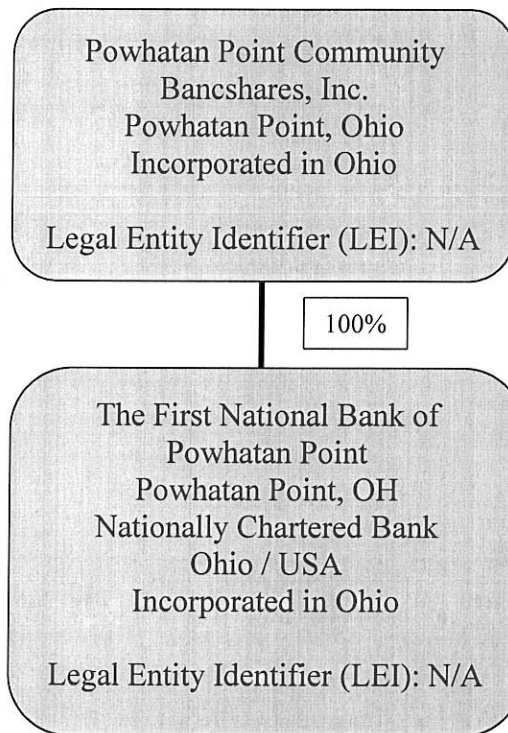 Powhatan Point Community
Bancshares, Inc.
Powhatan Point, Ohio
Incorporated in Ohio
Legal Entity Identifier (LEI): N/A
100%
The First National Bank of
Powhatan Point
Powhatan Point, OH
Nationally Chartered Bank
Ohio / USA
Incorporated in Ohio
Legal Entity Identifier (LEI): N/A